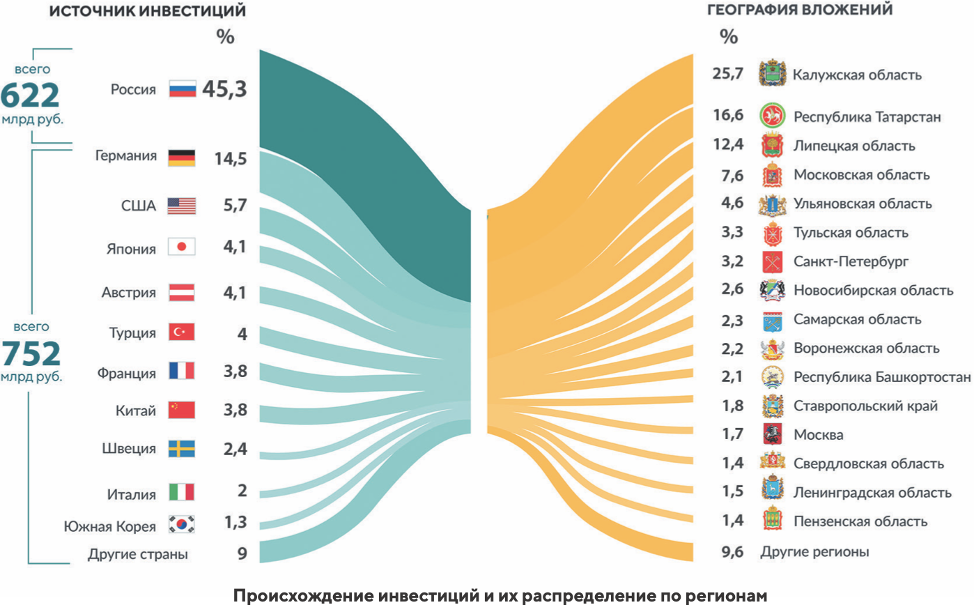 ИСТОЧНИК ИНВЕСТИЦИЙ
%
всего
622
млрд руб.
Россия 45,3
Германия 14,5
США 5,7
Япония 4,1
Австрия 4,1
Турция 4
всего
752
млрд руб.
Франция 3,8
Китай 3,8
Швеция 2,4
Италия 2
Южная Корея 1,3
Другие страны 9
ГЕОГРАФИЯ ВЛОЖЕНИЙ
%
25,7 Калужская область
16,6 Республика Татарстан
12,4 Липецкая область
7,6 Московская область
4,6 Ульяновская область
3,3 Тульская область
3,2 Санкт-Петербург
2,6 Новосибирская область
2,3 Самарская область
2,2 Воронежская область
2,1 Республика Башкортостан
1,8 Ставропольский край
1,7 Москва
1,4 Свердловская область
1,5 Ленинградская область
1,4 Пензенская область
9,6 Другие регионы
Происхождение инвестиций и их распределение по регионам